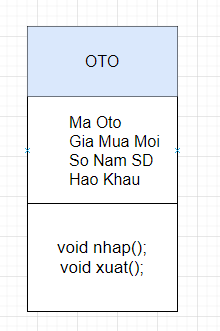 OTO
Ma Oto
Gia Mua Moi
So Nam SD
Hao Khau
void nhap();
void xuat();